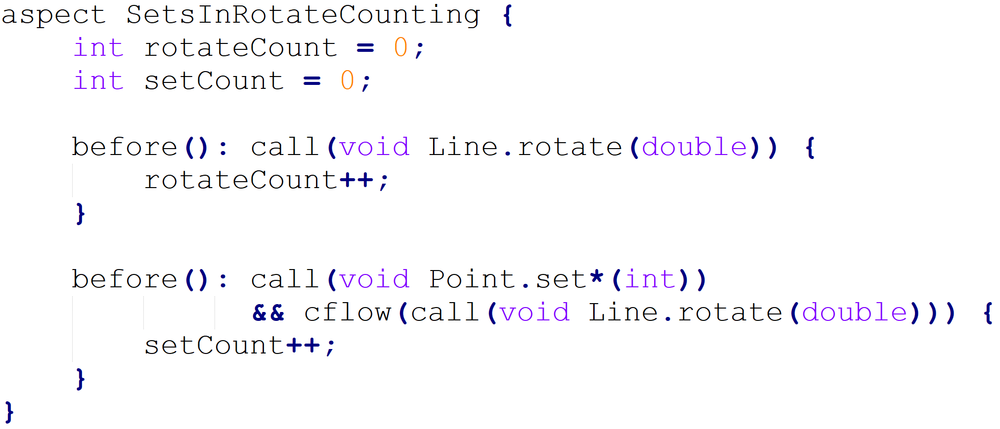 aspect SetsInRotateCounting {
    int rotateCount = 0;
    int setCount = 0;

    before(): call(void Line.rotate(double)) {
        rotateCount++;
    }

    before(): call(void Point.set*(int))
              && cflow(call(void Line.rotate(double))) {
        setCount++;
    }
}